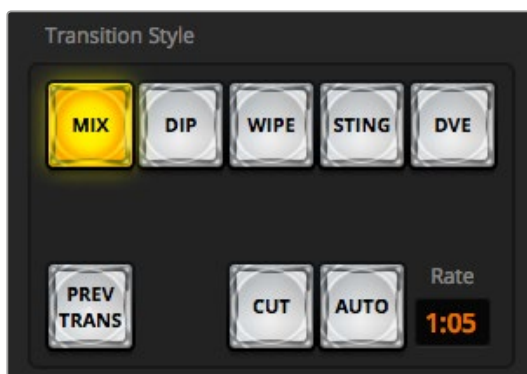 Transition Style
MIX DIP WIPE STING DVE
PREV
TRANS
CUT AUTO
Rate
1:05